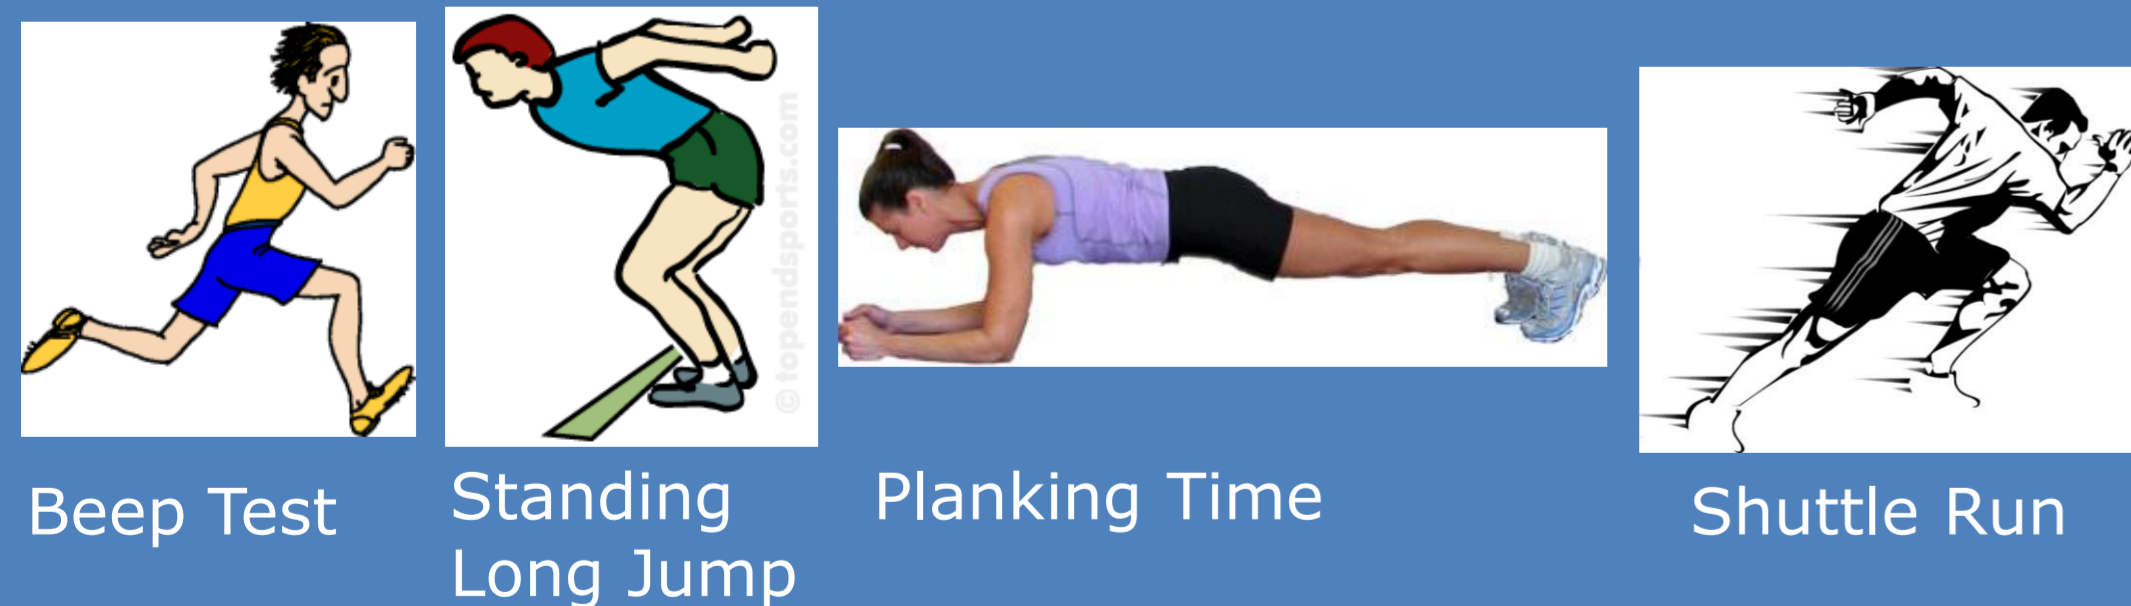 © topendsports.com
Beep Test
Standing
Long Jump
Planking Time
Shuttle Run